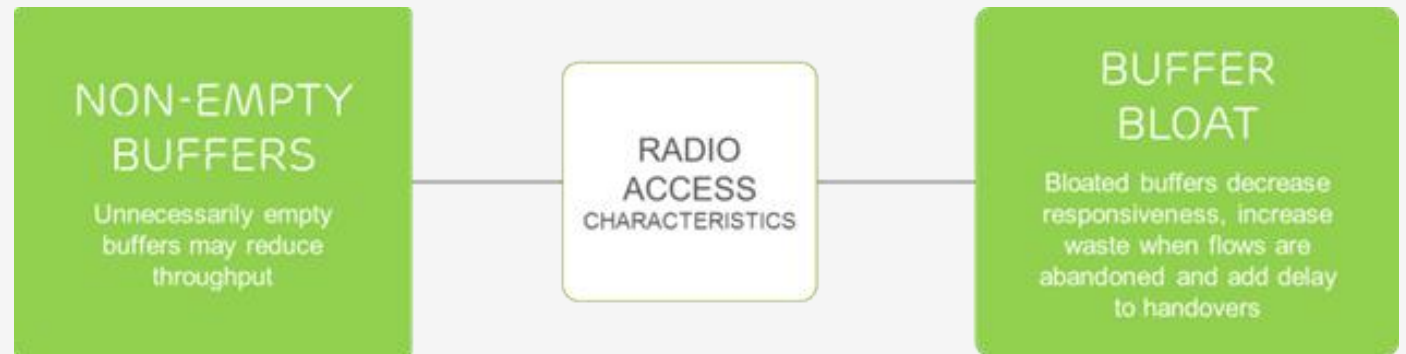 NON-EMPTY
BUFFERS
Unnecessarily empty
buffers may reduce
throughput
RADIO
ACCESS
CHARACTERISTICS
BUFFER
BLOAT
Bloated buffers decrease
responsiveness, increase
waste when flows are
abandoned and add delay
to handovers